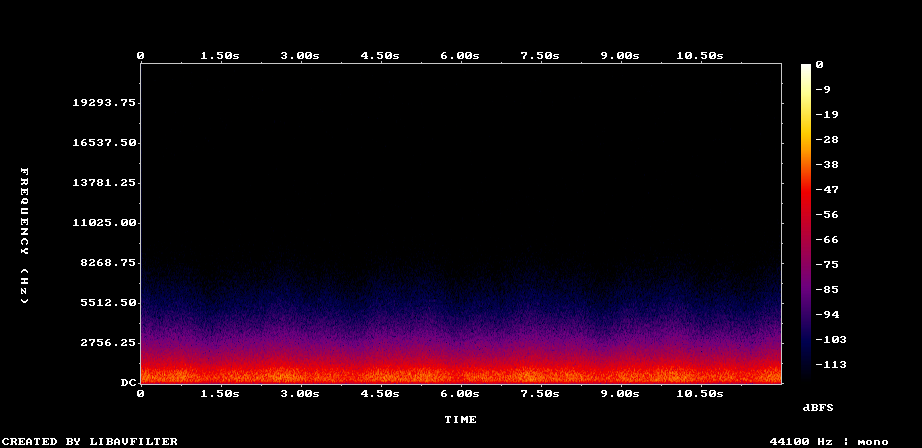 0 1.50s 3.00s 4.50s 6.00s 7.50s 9.00s 10.50s
19293.75
16537.50
13781.25
11025.00
8268.75
5512.50
2756.25
DC
FREQUENCY (Hz)
0 1.50s 3.00s 4.50s 6.00s 7.50s 9.00s 10.50s
TIME
0
-9
-19
-28
-38
-47
-56
-66
-75
-85
-94
-103
-113
dBFS
CREATED BY LIBAVFILTER
44100 Hz | mono